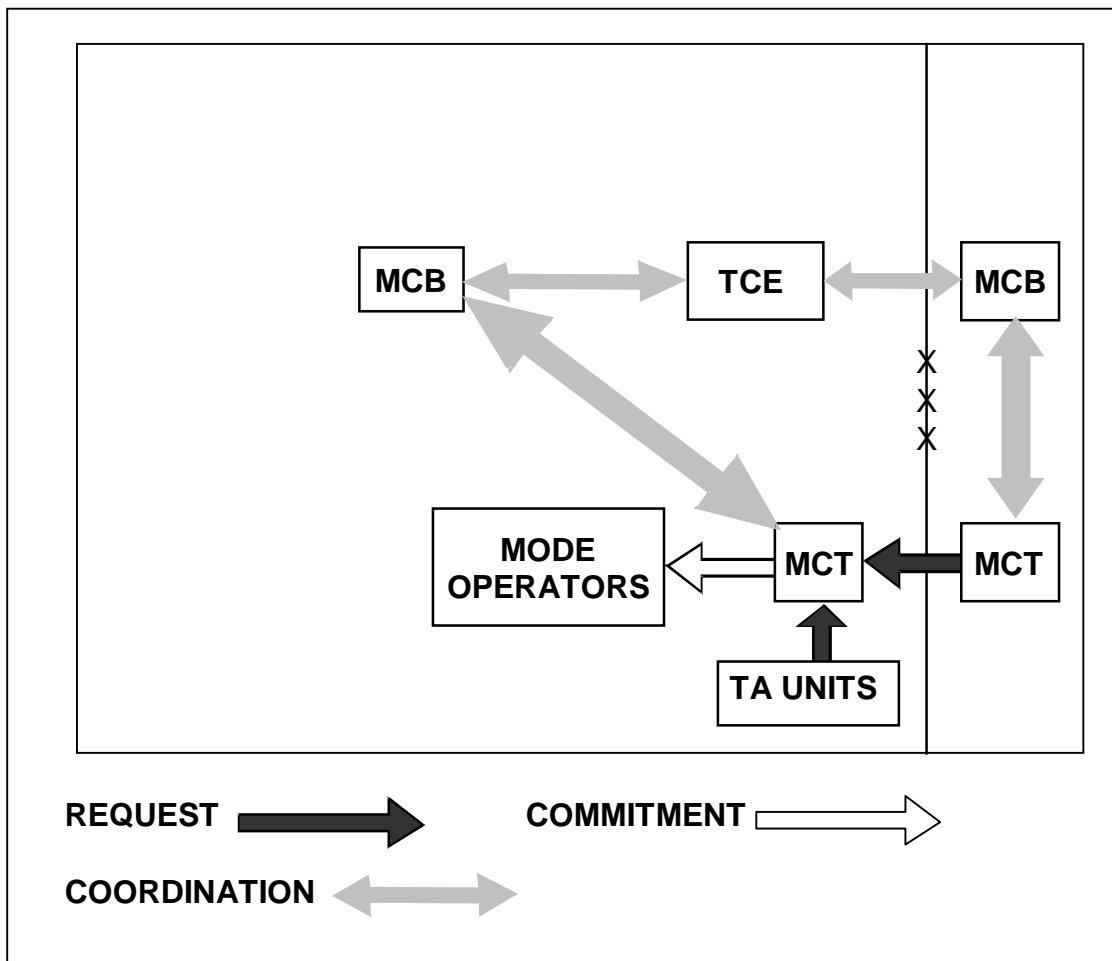 MCB
TCE
MCB
X
X
X
MODE
OPERATORS
MCT
MCT
TA UNITS
REQUEST
COMMITMENT
COORDINATION